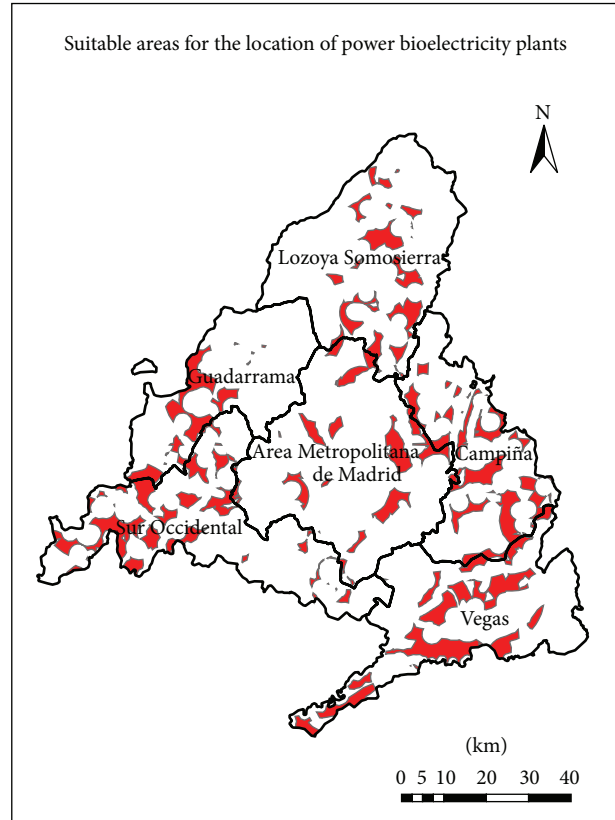 Suitable areas for the location of power bioelectricity plants
N
Lozoya Somosierra
Guadarrama
Area Metropolitana
de Madrid
Campiña
Sur Occidental
Vegas
(km)
0 5 10 20 30 40